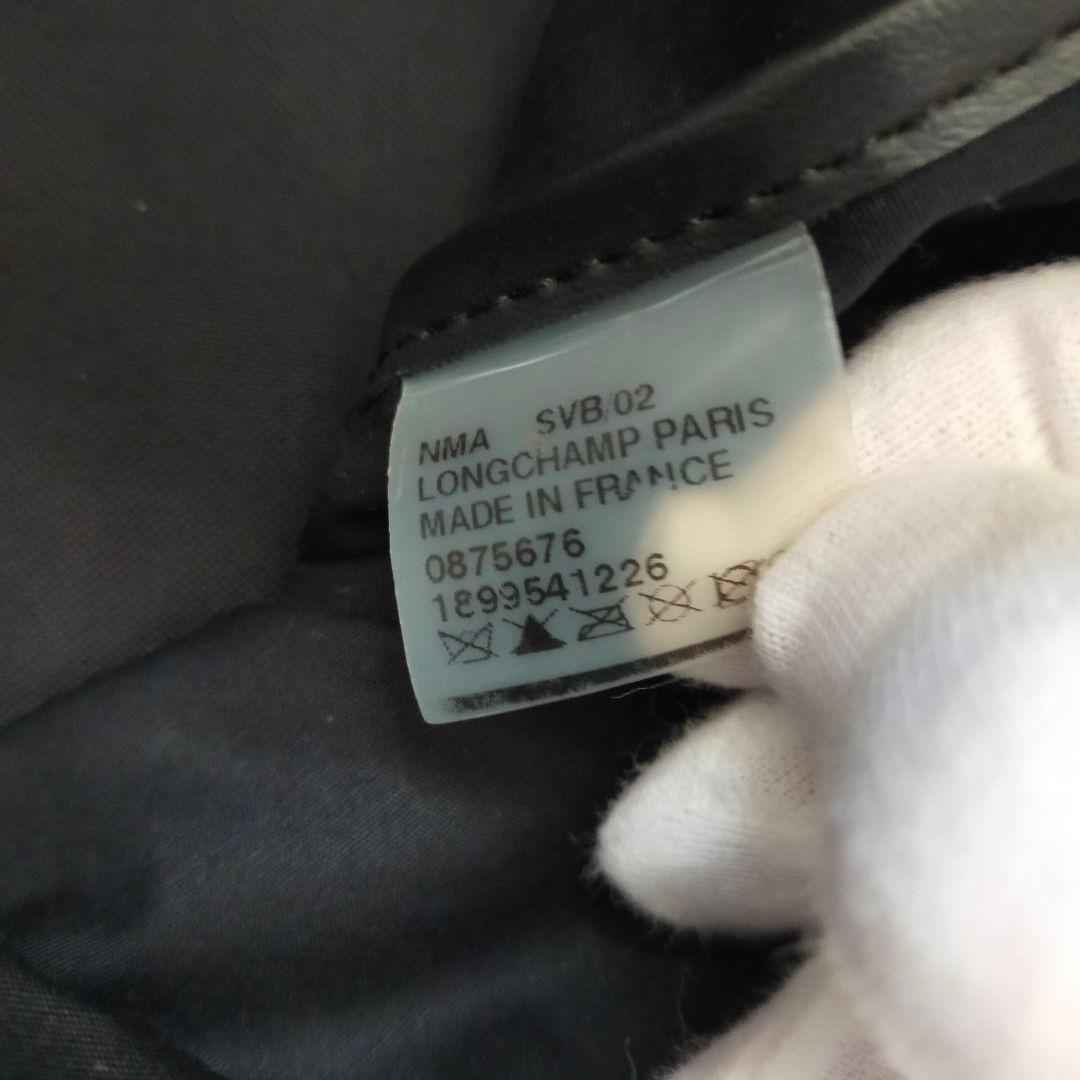 NMA SVB/02
LONGCHAMP PARIS
MADE IN FRANCE
0875676
1899541226